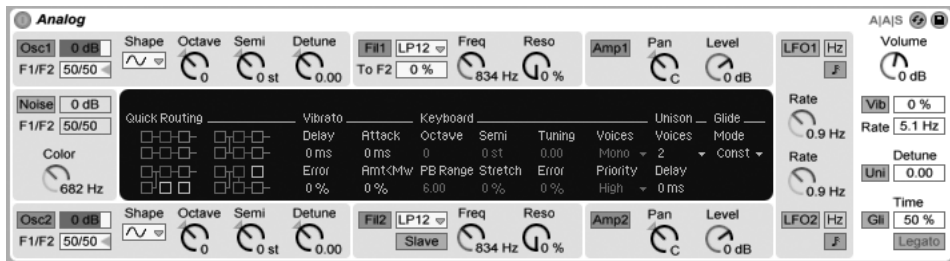 Analog
A|A|S
Osc1 0 dB Shape Octave Semi Detune Fil1 LP12 Freq Reso Amp1 Pan Level LFO1 Hz Volume
F1/F2 50/50 0 0 st 0.00 To F2 0 % 834 Hz 0 % C 0 dB 0 dB
Noise 0 dB Quick Routing Vibrato Keyboard Unison Glide Rate Vib 0 %
F1/F2 50/50 Delay Attack Octave Semi Tuning Voices Voices Mode 0.9 Hz Rate 5.1 Hz
Color 0 ms 0 ms 0 0 st 0.00 Mono 2 Const Rate Detune
Error Amt<Mw PB Range Stretch Error Priority Delay Uni 0.00
682 Hz 0 % 0 % 6.00 0 % 0 % High 0 ms 0.9 Hz
Osc2 0 dB Shape Octave Semi Detune Fil2 LP12 Freq Reso Amp2 Pan Level LFO2 Hz Time
Gli 50 %
F1/F2 50/50 0 0 st 0.00 Slave 834 Hz 0 % C 0 dB Legato